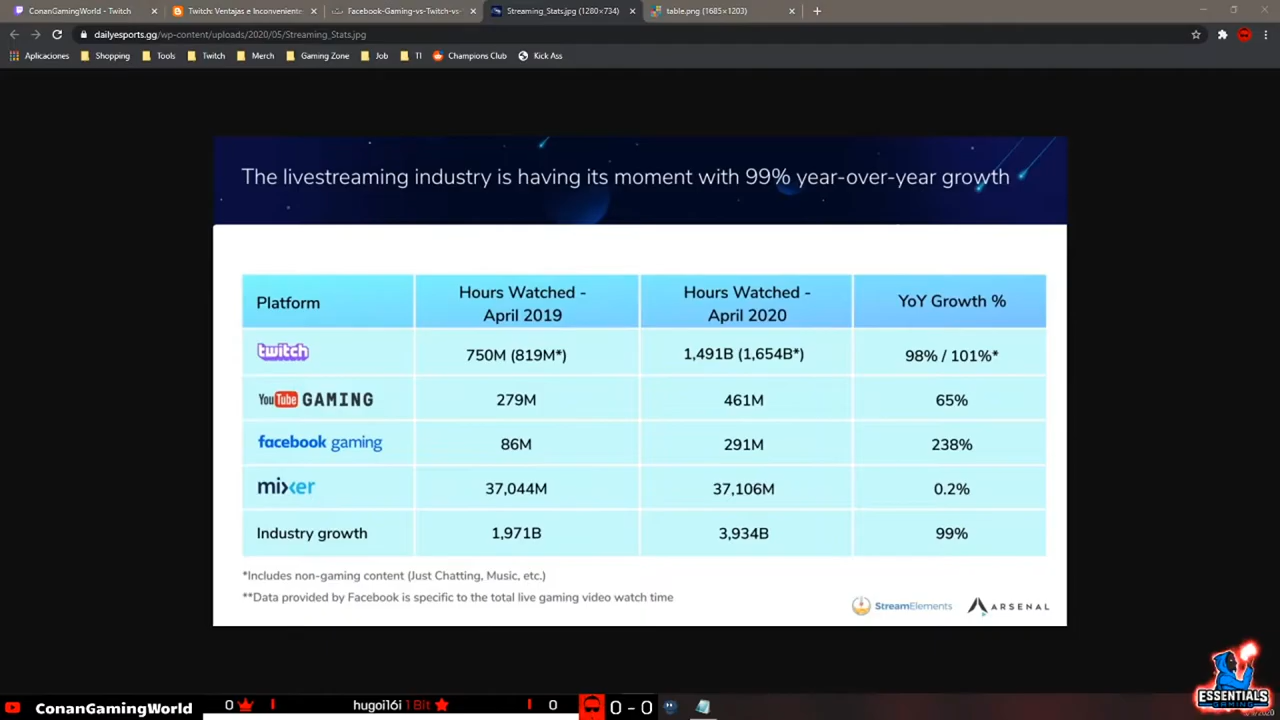 ConanGamingWorld - Twitch
Twitch: Ventajas e Inconveniente
Facebook-Gaming-vs-Twitch-vs-
Streaming_Stats.jpg (1280×734)
table.png (1685×1203)
dailyesports.gg/wp-content/uploads/2020/05/Streaming_Stats.jpg
Aplicaciones
Shopping
Tools
Twitch
Merch
Gaming Zone
Job
TI
Champions Club
Kick Ass
The livestreaming industry is having its moment with 99% year-over-year growth
Platform
Hours Watched -
April 2019
Hours Watched -
April 2020
YoY Growth %
twitch
750M (819M*)
1,491B (1,654B*)
98% / 101%*
YouTube GAMING
279M
461M
65%
facebook gaming
86M
291M
238%
mixer
37,044M
37,106M
0.2%
Industry growth
1,971B
3,934B
99%
*Includes non-gaming content (Just Chatting, Music, etc.)
**Data provided by Facebook is specific to the total live gaming video watch time
StreamElements
ARSENAL
ESSENTIALS
GAMING
ConanGamingWorld
0
hugol16i 1 Bit
0
0 - 0